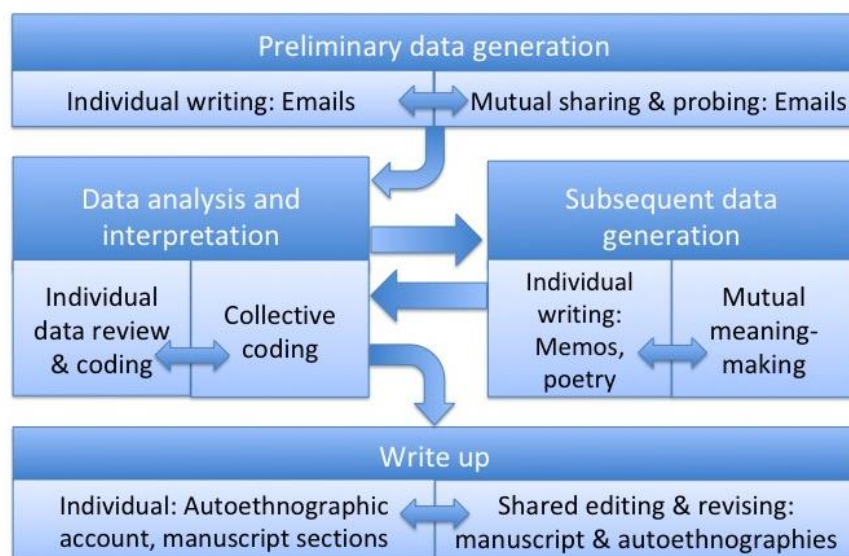 Preliminary data generation
Individual writing: Emails
Mutual sharing & probing: Emails
Data analysis and
interpretation
Individual
data review
& coding
Collective
coding
Subsequent data
generation
Individual
writing:
Memos,
poetry
Mutual
meaning-
making
Write up
Individual: Autoethnographic
account, manuscript sections
Shared editing & revising:
manuscript & autoethnographies